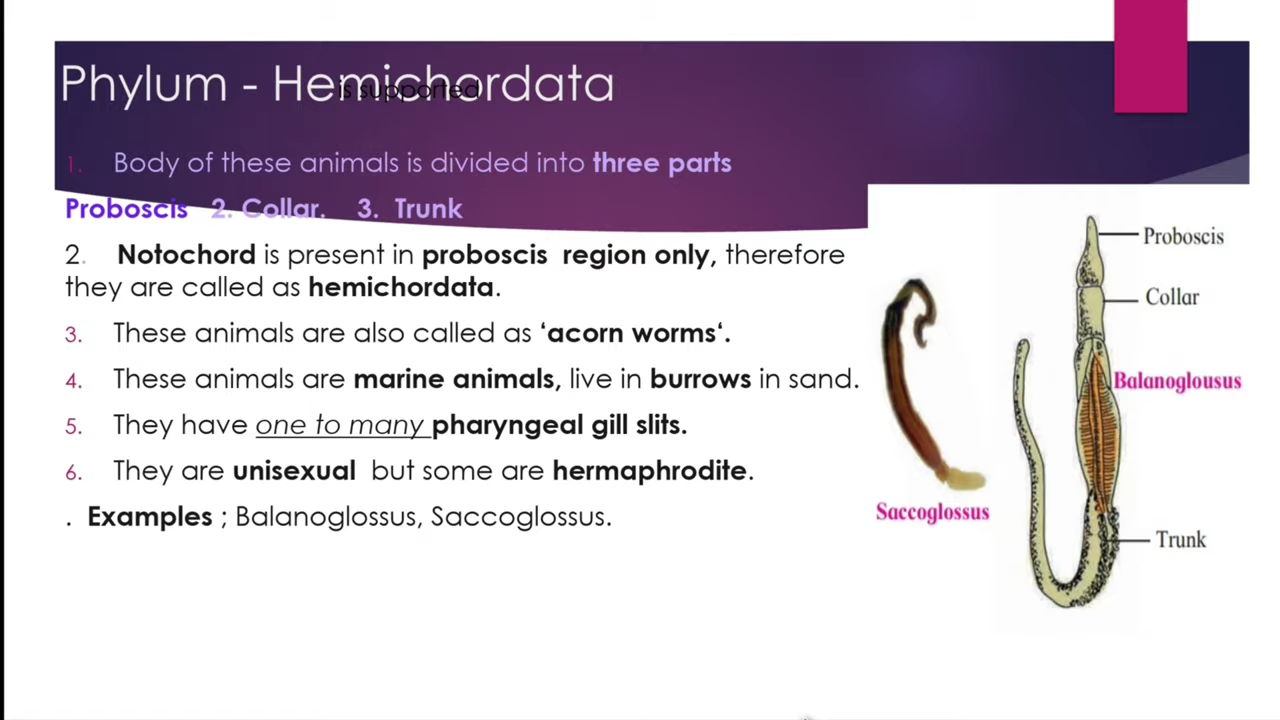 Phylum - Hemichordata
is supported
1. Body of these animals is divided into three parts
Proboscis 2. Collar. 3. Trunk
2. Notochord is present in proboscis region only, therefore
they are called as hemichordata.
3. These animals are also called as ‘acorn worms‘.
4. These animals are marine animals, live in burrows in sand.
5. They have one to many pharyngeal gill slits.
6. They are unisexual but some are hermaphrodite.
. Examples ; Balanoglossus, Saccoglossus.
Saccoglossus
Proboscis
Collar
Balanoglousus
Trunk